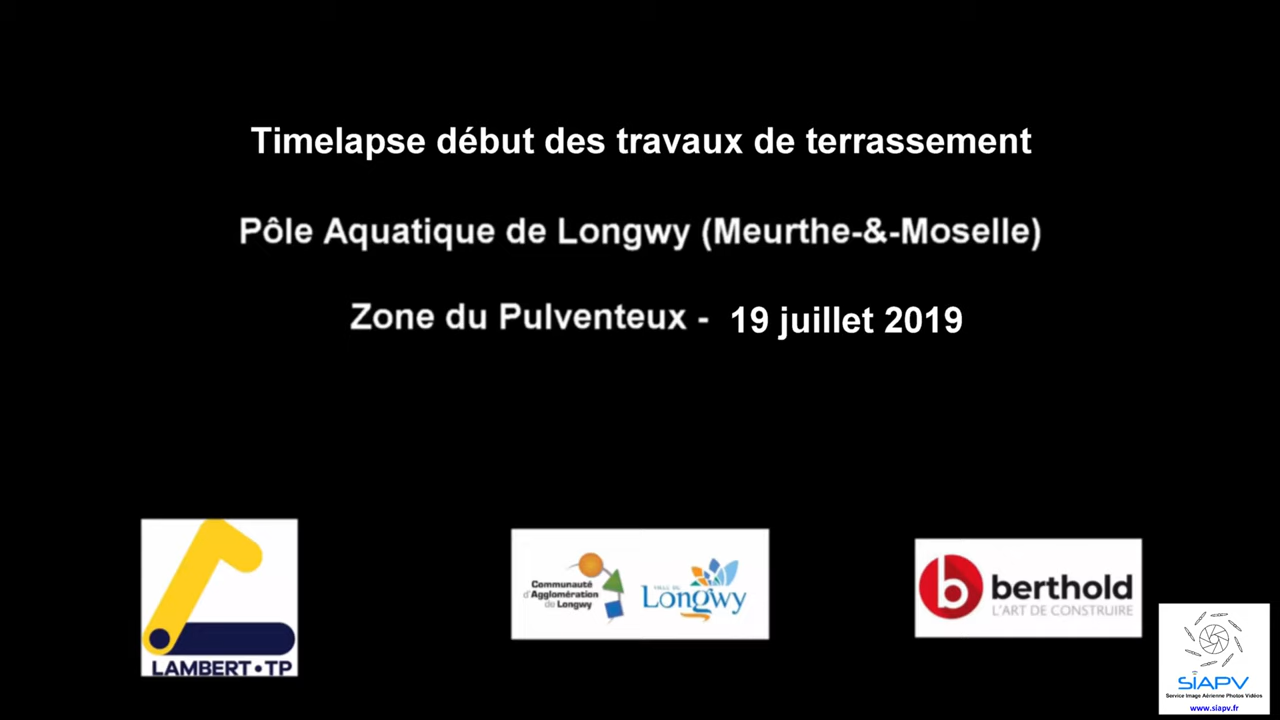 Timelapse début des travaux de terrassement
Pôle Aquatique de Longwy (Meurthe-&-Moselle)
Zone du Pulventeux - 19 juillet 2019
LAMBERT•TP
Communauté
d'Agglomération
de Longwy
VILLE DE
Longwy
berthold
L'ART DE CONSTRUIRE
SiAPV
Service Image Aérienne Photos Vidéos
www.siapv.fr